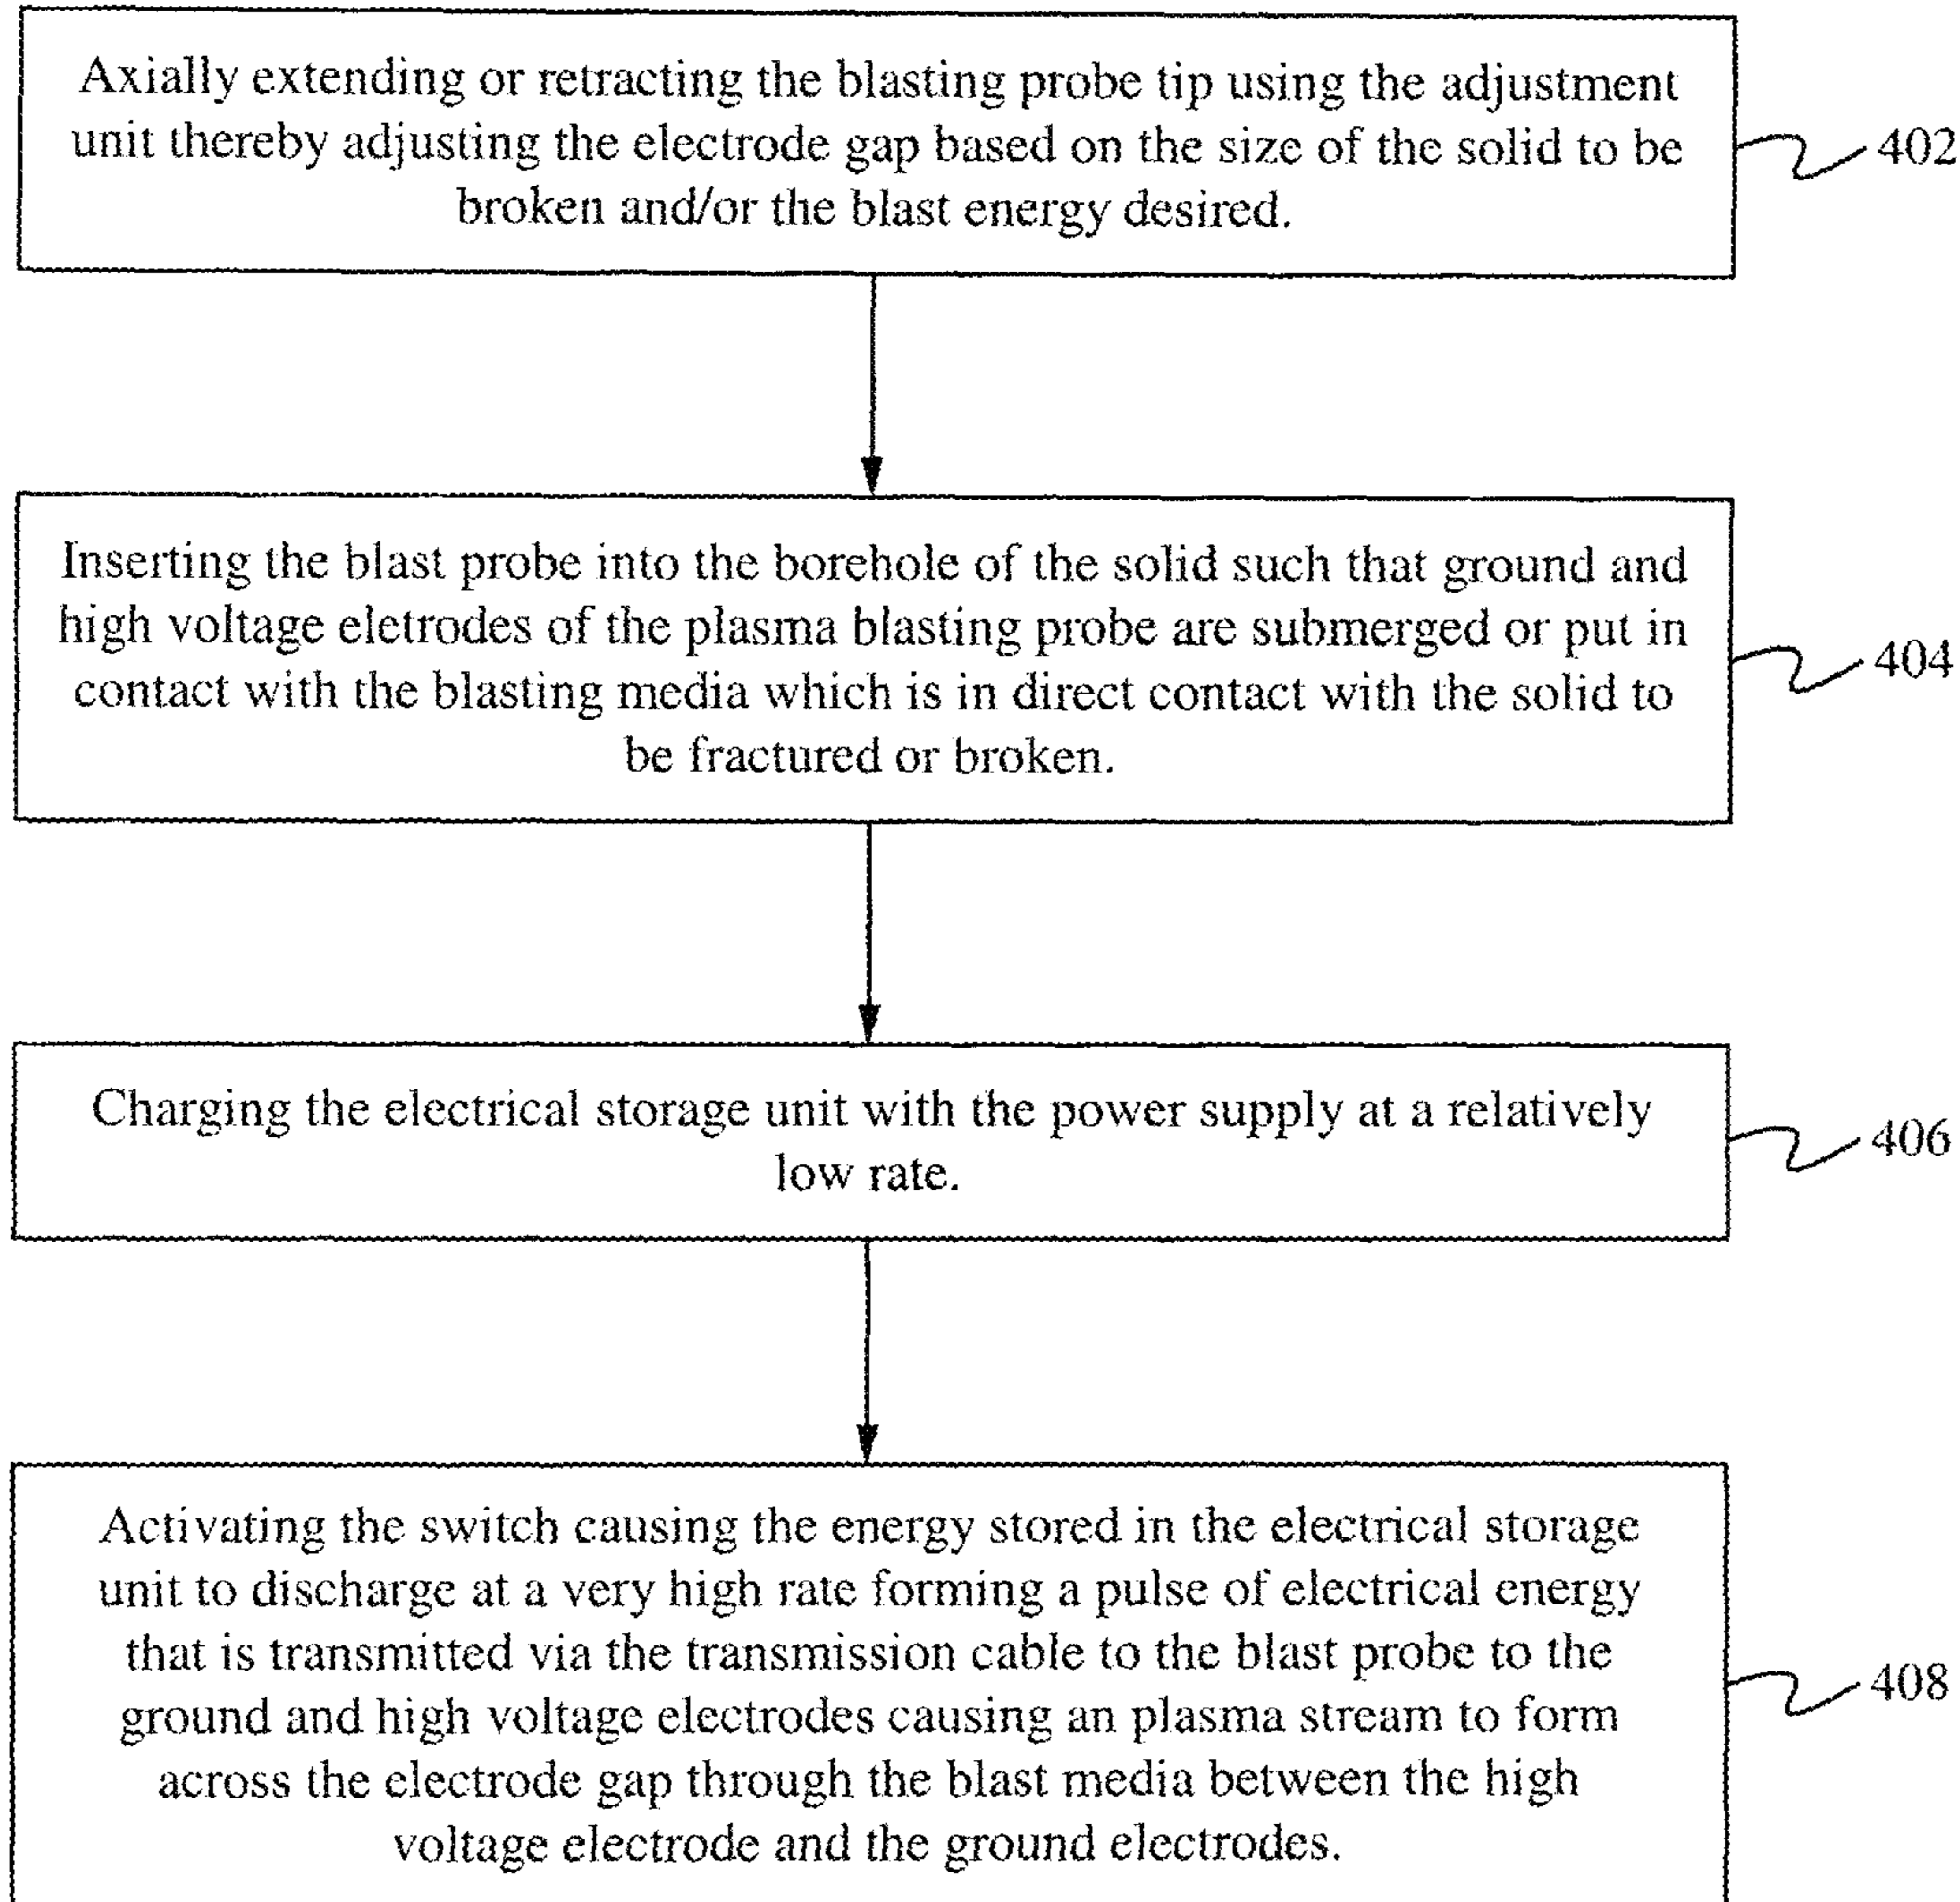 Axially extending or retracting the blasting probe tip using the adjustment
unit thereby adjusting the electrode gap based on the size of the solid to be
broken and/or the blast energy desired.
402
Inserting the blast probe into the borehole of the solid such that ground and
high voltage eletrodes of the plasma blasting probe are submerged or put in
contact with the blasting media which is in direct contact with the solid to
be fractured or broken.
404
Charging the electrical storage unit with the power supply at a relatively
low rate.
406
Activating the switch causing the energy stored in the electrical storage
unit to discharge at a very high rate forming a pulse of electrical energy
that is transmitted via the transmission cable to the blast probe to the
ground and high voltage electrodes causing an plasma stream to form
across the electrode gap through the blast media between the high
voltage electrode and the ground electrodes.
408